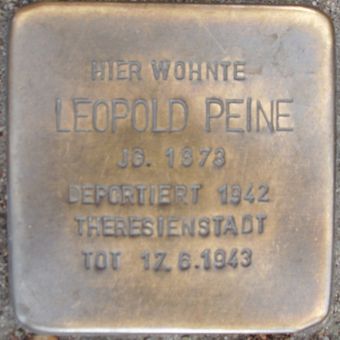 HIER WOHNTE
LEOPOLD PEINE
JG. 1878
DEPORTIERT 1942
THERESIENSTADT
TOT 17.6.1943